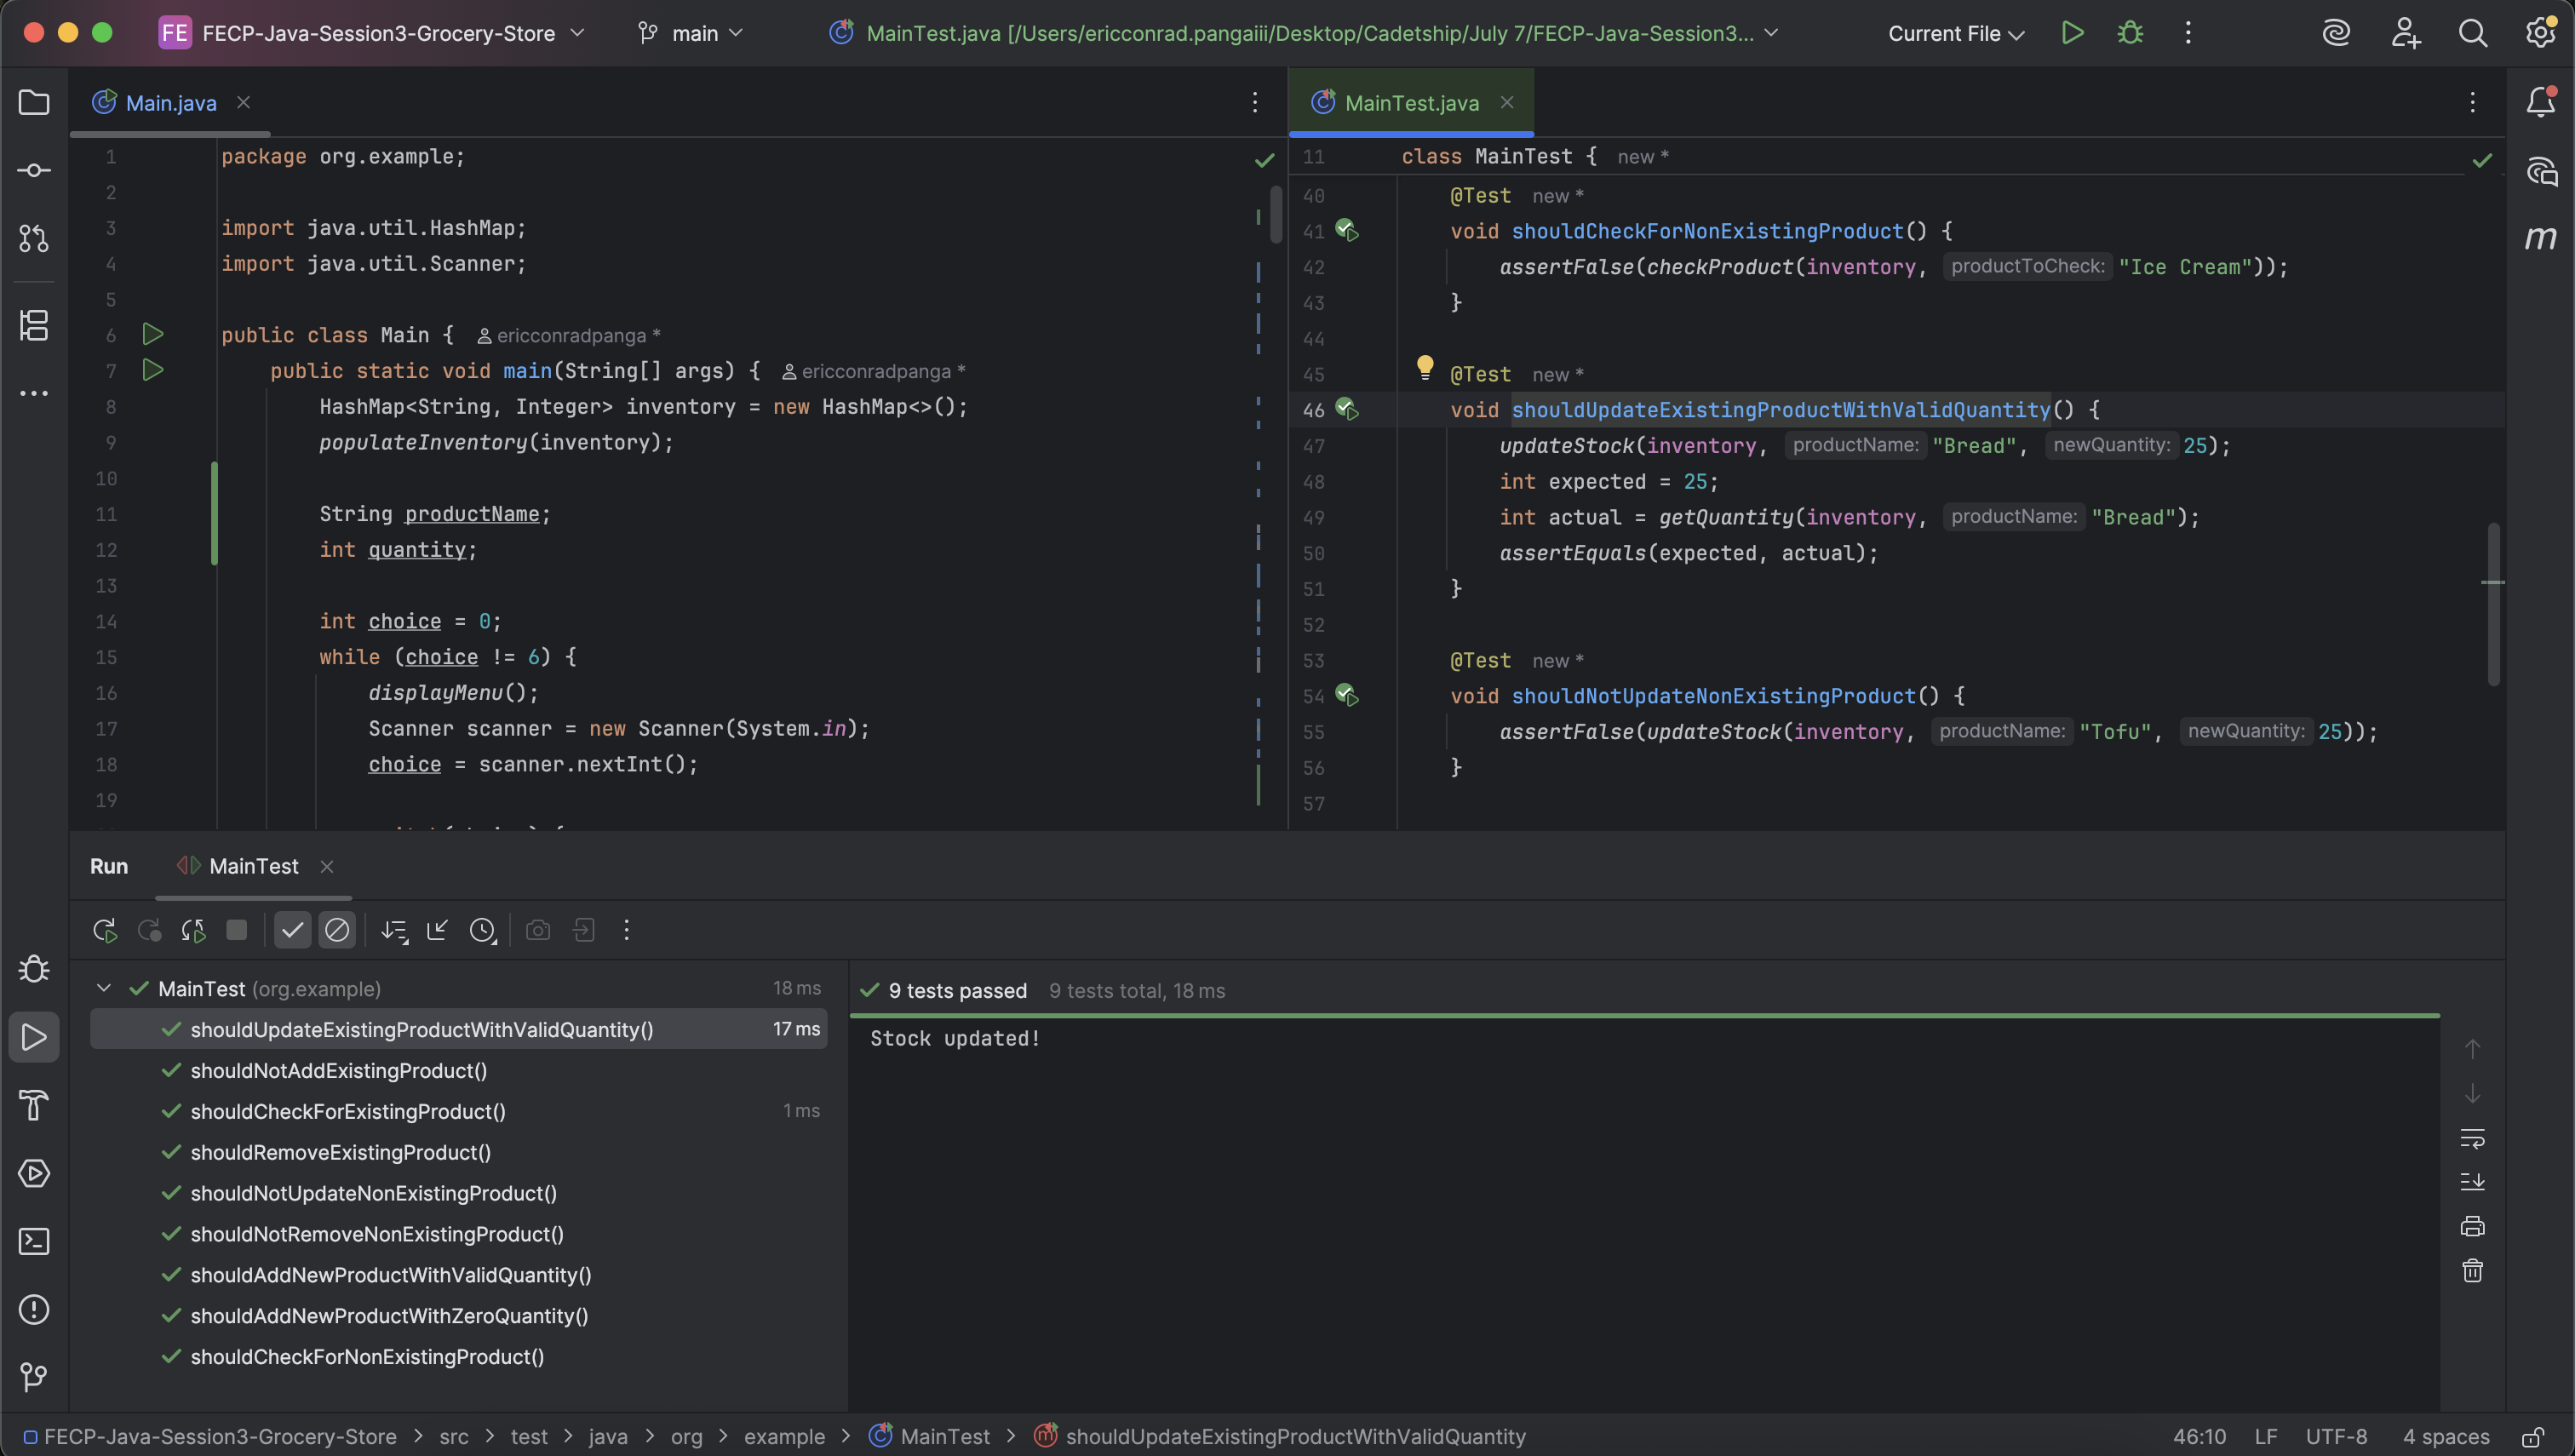 FE FECP-Java-Session3-Grocery-Store main MainTest.java [/Users/ericconrad.pangaiii/Desktop/Cadetship/July 7/FECP-Java-Session3... Current File
Main.java
1 package org.example;
2
3 import java.util.HashMap;
4 import java.util.Scanner;
5
6 public class Main { ericconradpanga *
7 public static void main(String[] args) { ericconradpanga *
8 HashMap<String, Integer> inventory = new HashMap<>();
9 populateInventory(inventory);
10
11 String productName;
12 int quantity;
13
14 int choice = 0;
15 while (choice != 6) {
16 displayMenu();
17 Scanner scanner = new Scanner(System.in);
18 choice = scanner.nextInt();
19
MainTest.java
11 class MainTest { new *
40 @Test new *
41 void shouldCheckForNonExistingProduct() {
42 assertFalse(checkProduct(inventory, productToCheck: "Ice Cream"));
43 }
44
45 @Test new *
46 void shouldUpdateExistingProductWithValidQuantity() {
47 updateStock(inventory, productName: "Bread", newQuantity: 25);
48 int expected = 25;
49 int actual = getQuantity(inventory, productName: "Bread");
50 assertEquals(expected, actual);
51 }
52
53 @Test new *
54 void shouldNotUpdateNonExistingProduct() {
55 assertFalse(updateStock(inventory, productName: "Tofu", newQuantity: 25));
56 }
57
m
Run MainTest
MainTest (org.example) 18 ms
shouldUpdateExistingProductWithValidQuantity() 17 ms
shouldNotAddExistingProduct()
shouldCheckForExistingProduct() 1 ms
shouldRemoveExistingProduct()
shouldNotUpdateNonExistingProduct()
shouldNotRemoveNonExistingProduct()
shouldAddNewProductWithValidQuantity()
shouldAddNewProductWithZeroQuantity()
shouldCheckForNonExistingProduct()
9 tests passed 9 tests total, 18 ms
Stock updated!
FECP-Java-Session3-Grocery-Store > src > test > java > org > example > MainTest > shouldUpdateExistingProductWithValidQuantity 46:10 LF UTF-8 4 spaces